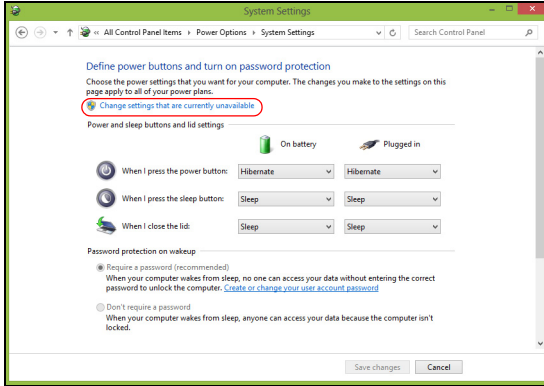 System Settings
« All Control Panel Items ▸ Power Options ▸ System Settings
Search Control Panel
Define power buttons and turn on password protection
Choose the power settings that you want for your computer. The changes you make to the settings on this
page apply to all of your power plans.
Change settings that are currently unavailable
Power and sleep buttons and lid settings
On battery Plugged in
When I press the power button: Hibernate Hibernate
When I press the sleep button: Sleep Sleep
When I close the lid: Sleep Sleep
Password protection on wakeup
Require a password (recommended)
When your computer wakes from sleep, no one can access your data without entering the correct
password to unlock the computer. Create or change your user account password
Don't require a password
When your computer wakes from sleep, anyone can access your data because the computer isn't
locked.
Save changes Cancel